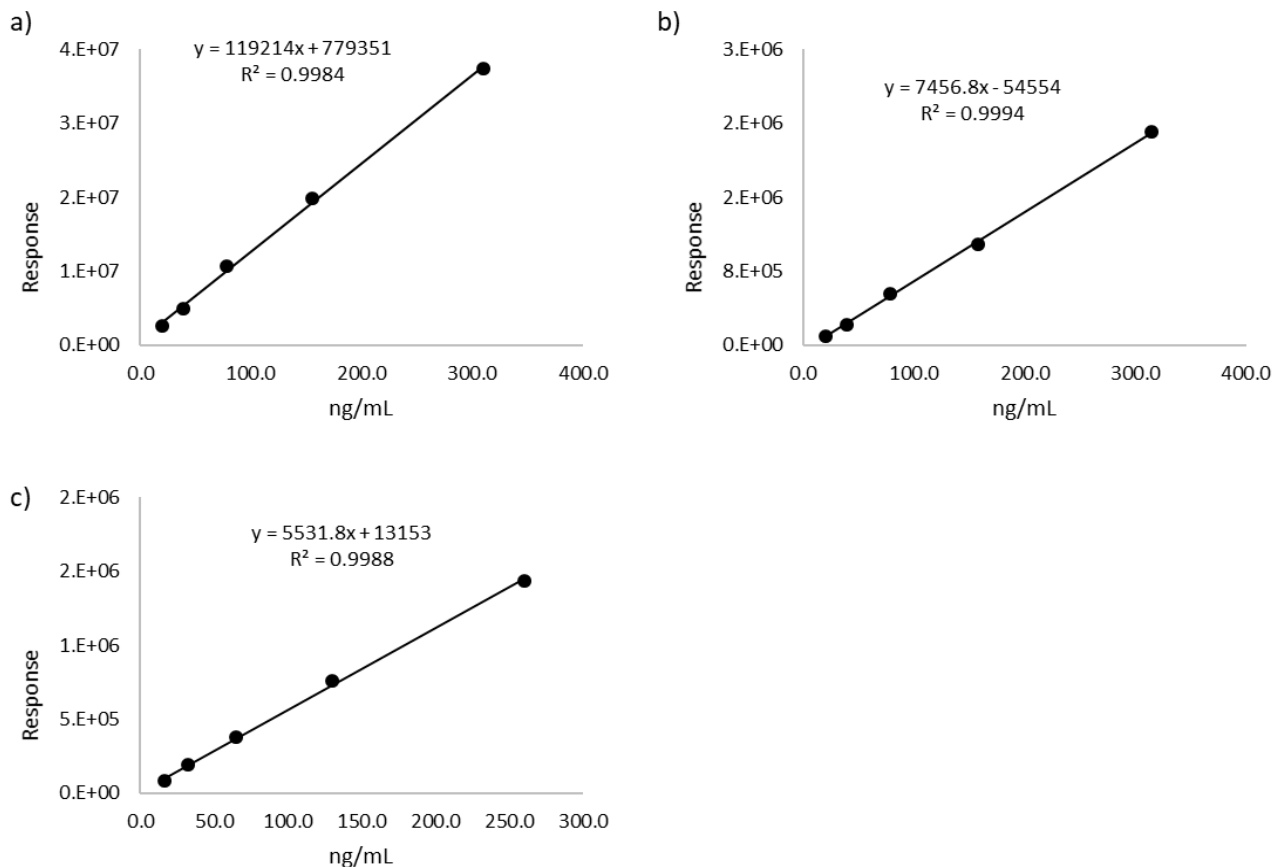 a)
y = 119214x + 779351
R² = 0.9984
4.E+07
3.E+07
2.E+07
1.E+07
0.E+00
Response
0.0 100.0 200.0 300.0 400.0
ng/mL
b)
y = 7456.8x - 54554
R² = 0.9994
3.E+06
2.E+06
2.E+06
8.E+05
0.E+00
Response
0.0 100.0 200.0 300.0 400.0
ng/mL
c)
y = 5531.8x + 13153
R² = 0.9988
2.E+06
2.E+06
1.E+06
5.E+05
0.E+00
Response
0.0 50.0 100.0 150.0 200.0 250.0 300.0
ng/mL